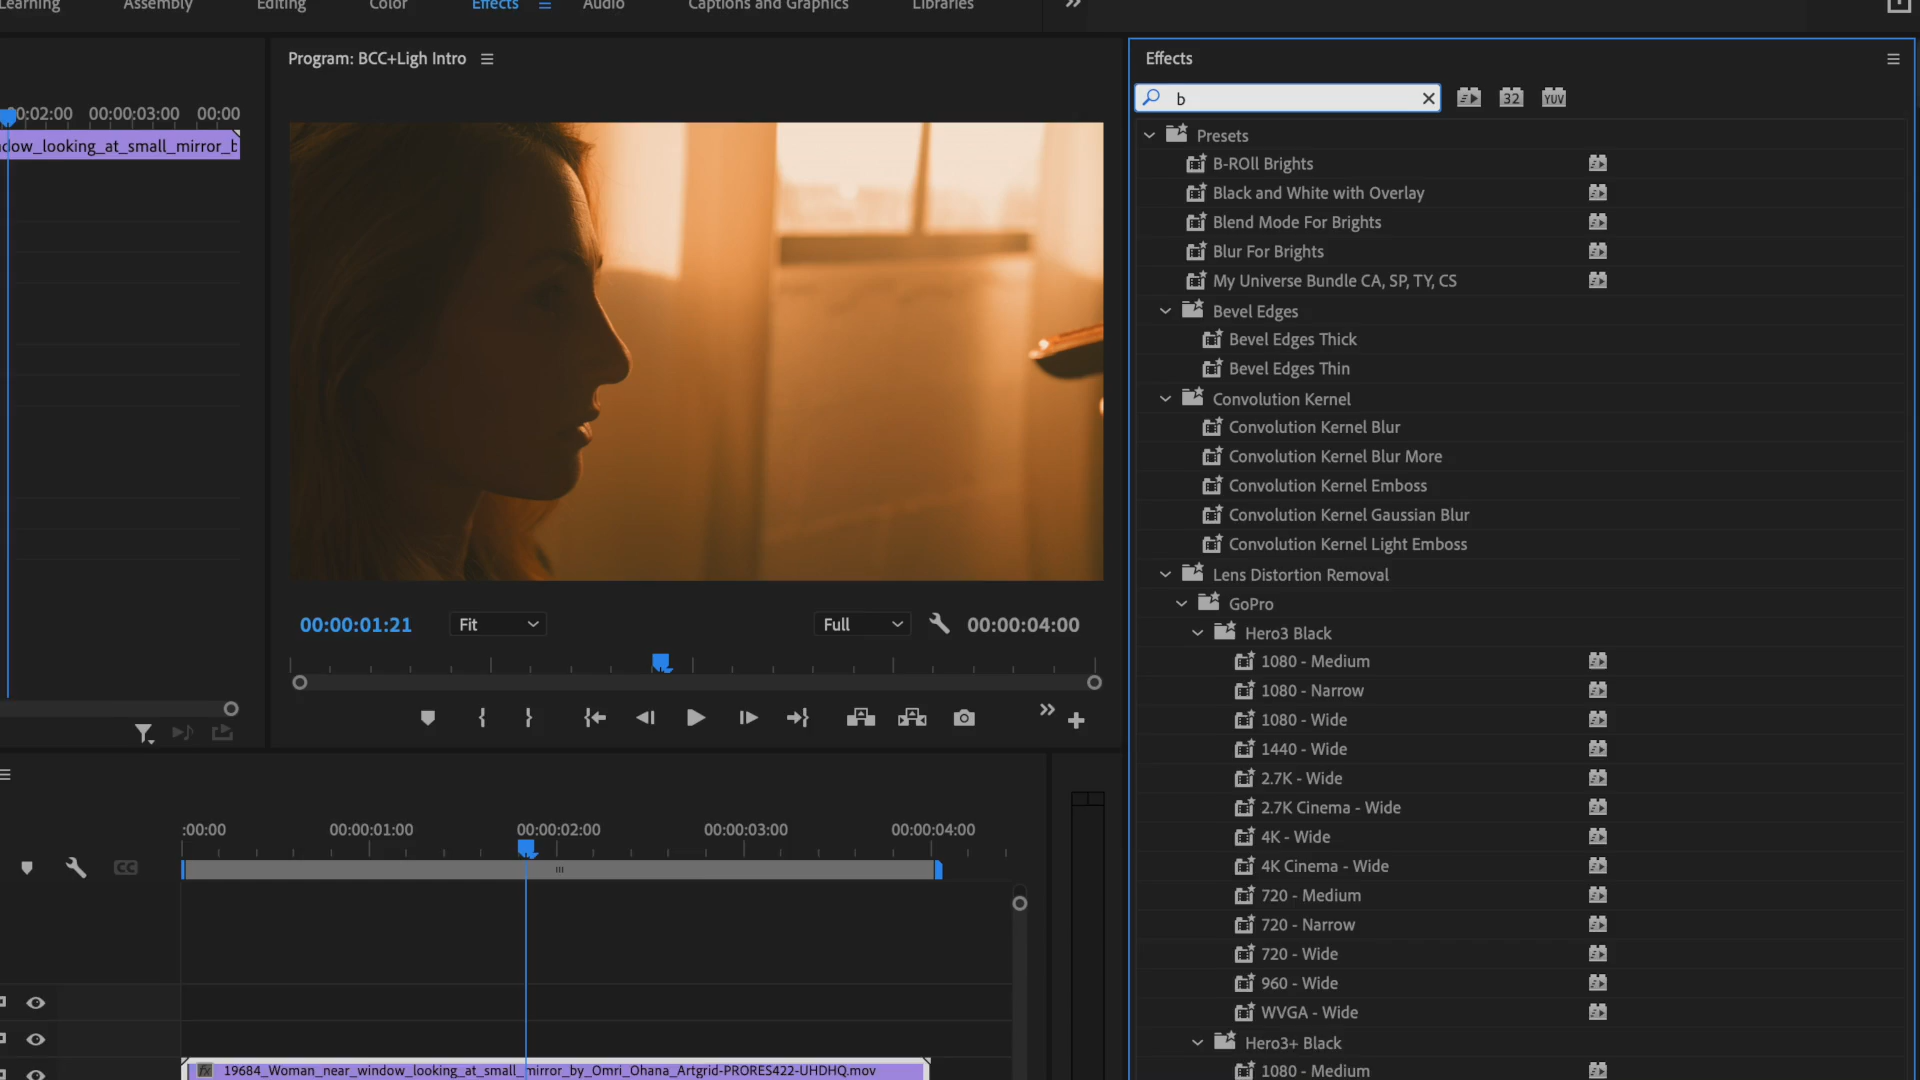 Learning
Assembly
Editing
Color
Effects
Audio
Captions and Graphics
Libraries
:02:00 00:00:03:00 00:00
dow_looking_at_small_mirror_b
Program: BCC+Ligh Intro
00:00:01:21
Fit
Full
00:00:04:00
:00:00 00:00:01:00 00:00:02:00 00:00:03:00 00:00:04:00
CC
fx 19684_Woman_near_window_looking_at_small_mirror_by_Omri_Ohana_Artgrid-PRORES422-UHDHQ.mov
Effects
b
32 YUV
Presets
B-ROll Brights
Black and White with Overlay
Blend Mode For Brights
Blur For Brights
My Universe Bundle CA, SP, TY, CS
Bevel Edges
Bevel Edges Thick
Bevel Edges Thin
Convolution Kernel
Convolution Kernel Blur
Convolution Kernel Blur More
Convolution Kernel Emboss
Convolution Kernel Gaussian Blur
Convolution Kernel Light Emboss
Lens Distortion Removal
GoPro
Hero3 Black
1080 - Medium
1080 - Narrow
1080 - Wide
1440 - Wide
2.7K - Wide
2.7K Cinema - Wide
4K - Wide
4K Cinema - Wide
720 - Medium
720 - Narrow
720 - Wide
960 - Wide
WVGA - Wide
Hero3+ Black
1080 - Medium